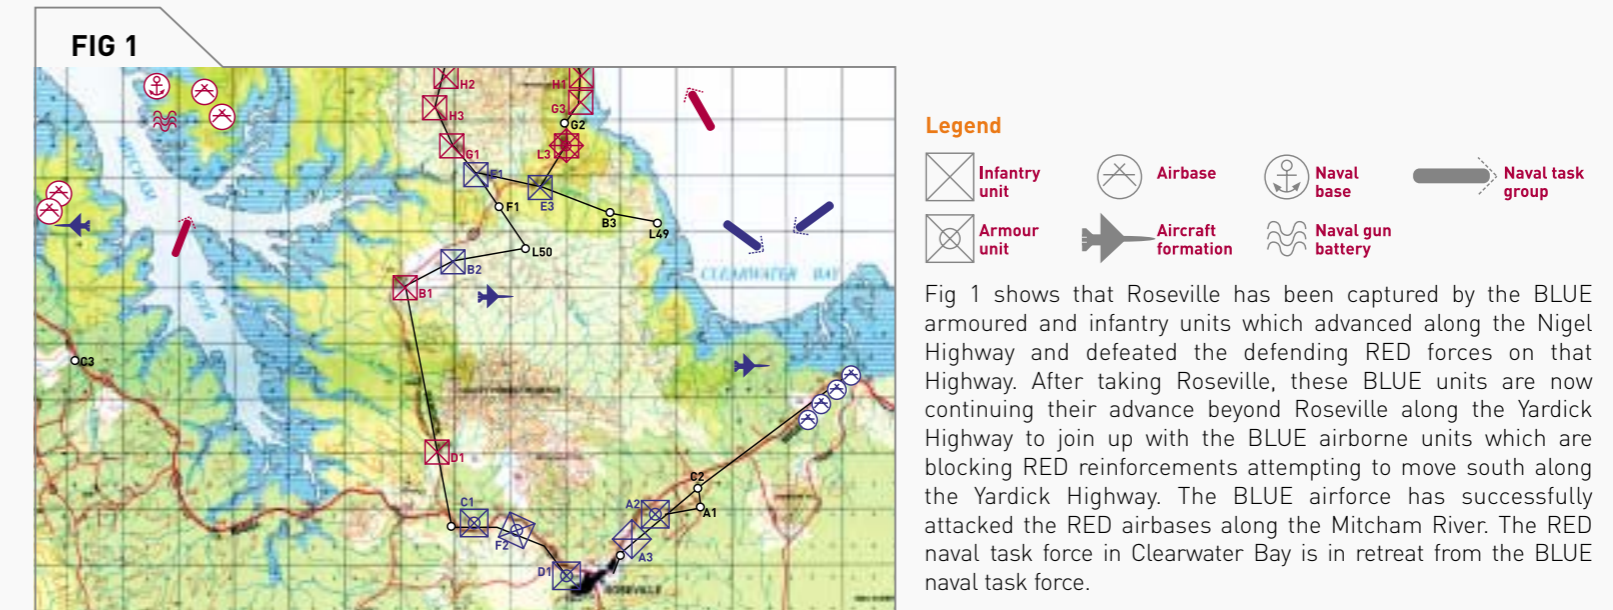 FIG 1
H2
H1
H3
G3
G2
G1
L3
E1
E3
F1
B3
L49
L50
B2
B1
MITCHAM
RIVER
CLEARWATER BAY
C3
D1
C2
C1
A2
A1
F2
A3
D1
ROSEVILLE
Legend
Infantry
unit
Airbase
Naval
base
Naval task
group
Armour
unit
Aircraft
formation
Naval gun
battery
Fig 1 shows that Roseville has been captured by the BLUE
armoured and infantry units which advanced along the Nigel
Highway and defeated the defending RED forces on that
Highway. After taking Roseville, these BLUE units are now
continuing their advance beyond Roseville along the Yardick
Highway to join up with the BLUE airborne units which are
blocking RED reinforcements attempting to move south along
the Yardick Highway. The BLUE airforce has successfully
attacked the RED airbases along the Mitcham River. The RED
naval task force in Clearwater Bay is in retreat from the BLUE
naval task force.